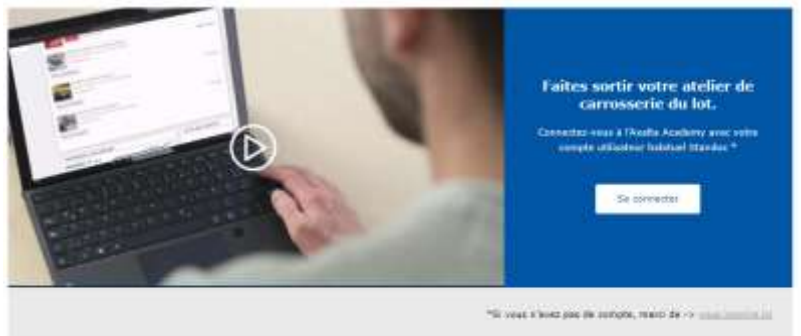 Faites sortir votre atelier de
carrosserie du lot.
Connectez-vous à l'Axalta Academy avec votre
compte utilisateur habituel Standox *
Se connecter
*Si vous n'avez pas de compte, merci de ->